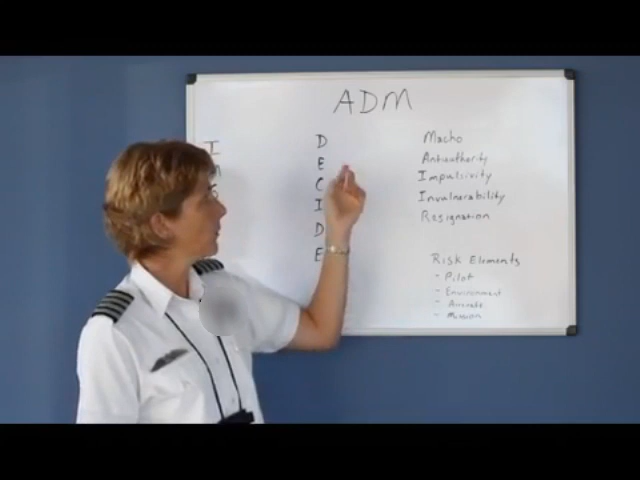 ADM
I
M
S
D
E
C
I
D
E
Macho
Antiauthority
Impulsivity
Invulnerability
Resignation
Risk Elements
- Pilot
- Environment
- Aircraft
- Mission